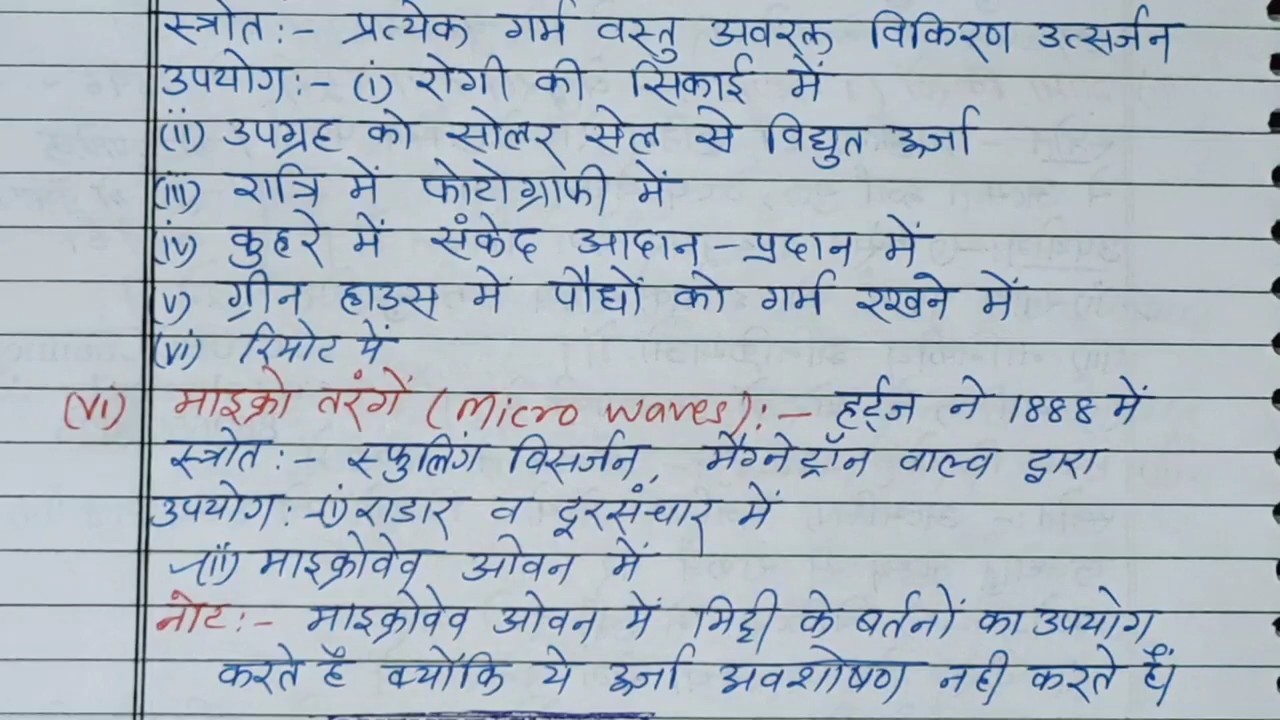 स्त्रोत:- प्रत्येक गर्म वस्तु अवरक्त विकिरण उत्सर्जन
उपयोग:- (i) रोगी की सिकाई में
(ii) उपग्रह को सोलर सेल से विद्युत ऊर्जा
(iii) रात्रि में फोटोग्राफी में
(iv) कुहरे में संकेद आदान-प्रदान में
(v) ग्रीन हाउस में पौधों को गर्म रखने में
(vi) रिमोट में
(VI) माइक्रो तरंगें (Micro waves):- हर्ट्ज ने 1888 में
स्त्रोत:- स्फुलिंग विसर्जन, मैग्नेट्रॉन वाल्व द्वारा
उपयोग:- (i) राडार व दूरसंचार में
(ii) माइक्रोवेव ओवन में
नोट:- माइक्रोवेव ओवन में मिट्टी के बर्तनों का उपयोग
करते है क्योंकि ये ऊर्जा अवशोषण नही करते हैं।